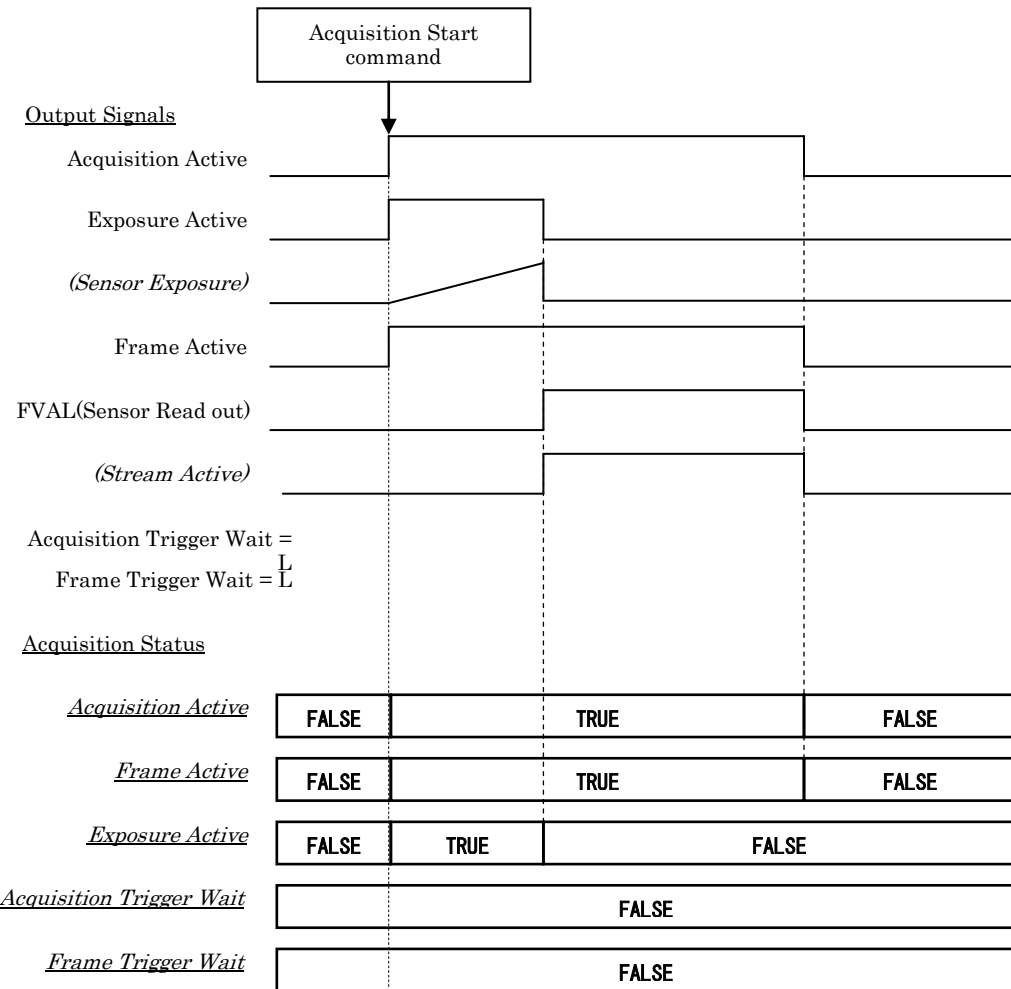 Acquisition Start
command
Output Signals
Acquisition Active
Exposure Active
(Sensor Exposure)
Frame Active
FVAL(Sensor Read out)
(Stream Active)
Acquisition Trigger Wait =
L
Frame Trigger Wait = L
Acquisition Status
Acquisition Active FALSE TRUE FALSE
Frame Active FALSE TRUE FALSE
Exposure Active FALSE TRUE FALSE
Acquisition Trigger Wait FALSE
Frame Trigger Wait FALSE